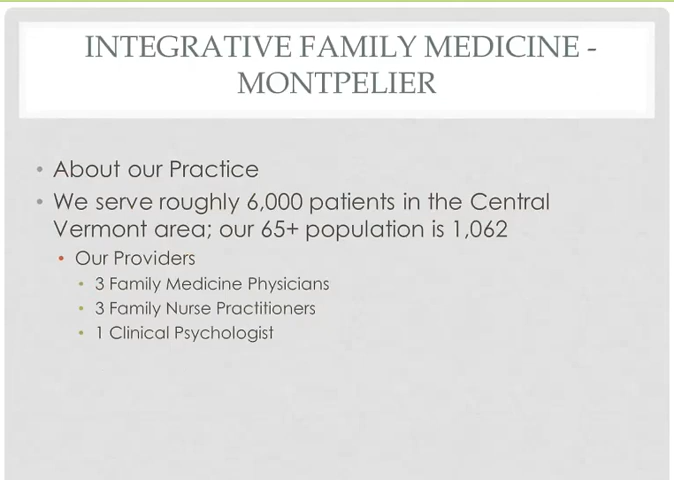 INTEGRATIVE FAMILY MEDICINE -
MONTPELIER
• About our Practice
• We serve roughly 6,000 patients in the Central
Vermont area; our 65+ population is 1,062
• Our Providers
• 3 Family Medicine Physicians
• 3 Family Nurse Practitioners
• 1 Clinical Psychologist